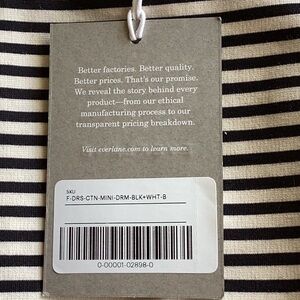 Better factories. Better quality.
Better prices. That's our promise.
We reveal the story behind every
product—from our ethical
manufacturing process to our
transparent pricing breakdown.
Visit everlane.com to learn more.
SKU
F-DRS-CTN-MINI-DRM-BLK+WHT-B
0-00001-02898-0